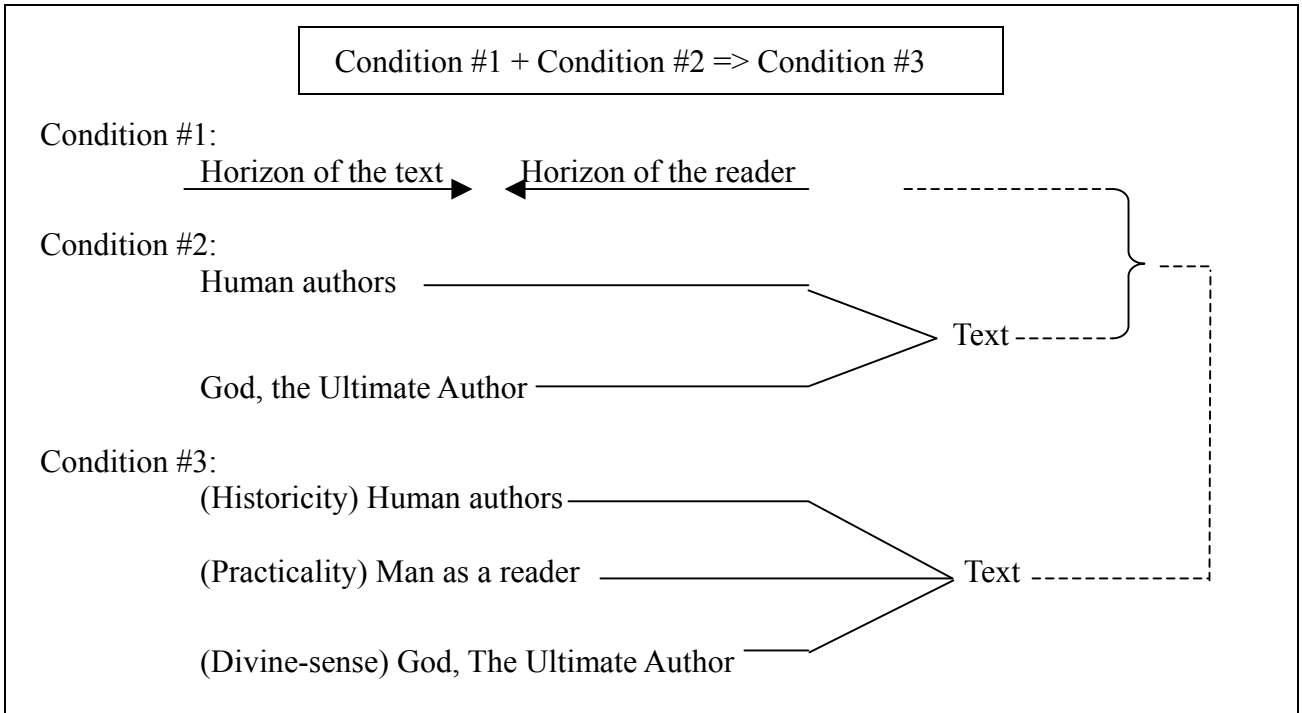 Condition #1 + Condition #2 => Condition #3
Condition #1:
Horizon of the text Horizon of the reader
Condition #2:
Human authors
Text
God, the Ultimate Author
Condition #3:
(Historicity) Human authors
(Practicality) Man as a reader Text
(Divine-sense) God, The Ultimate Author